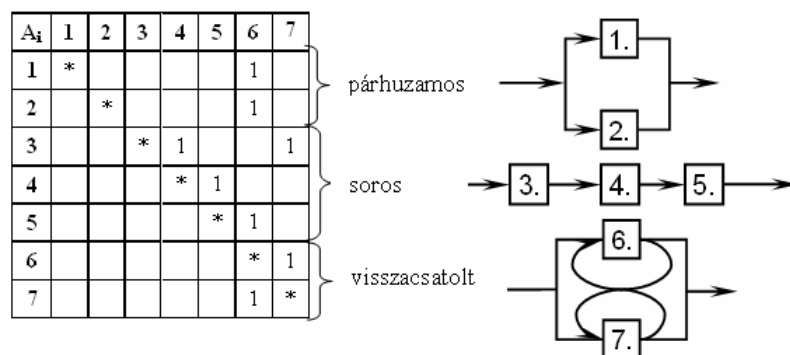 Ai 1 2 3 4 5 6 7
1 * 1
2 * 1
párhuzamos
3 * 1 1
4 * 1
soros
5 * 1
6 * 1
visszacsatolt
7 1 *
1.
2.
3. 4. 5.
6.
7.